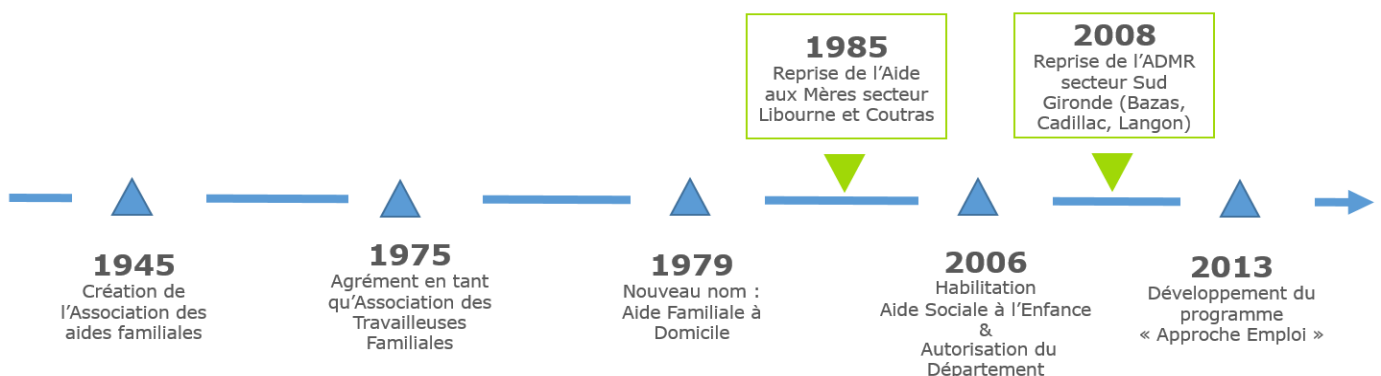 1985
Reprise de l’Aide
aux Mères secteur
Libourne et Coutras
2008
Reprise de l’ADMR
secteur Sud
Gironde (Bazas,
Cadillac, Langon)
1945
Création de
l’Association des
aides familiales
1975
Agrément en tant
qu’Association des
Travailleuses
Familiales
1979
Nouveau nom :
Aide Familiale à
Domicile
2006
Habilitation
Aide Sociale à l’Enfance
&
Autorisation du
Département
2013
Développement du
programme
« Approche Emploi »